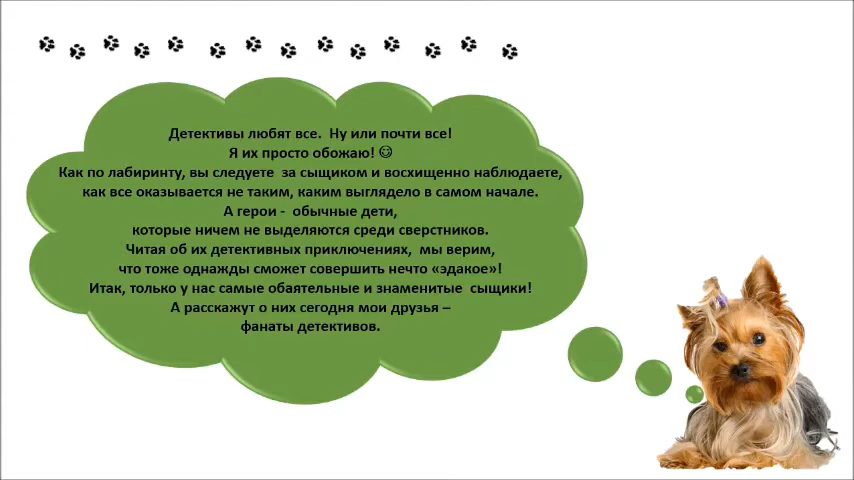 Детективы любят все. Ну или почти все!
Я их просто обожаю! ☺
Как по лабиринту, вы следуете за сыщиком и восхищенно наблюдаете,
как все оказывается не таким, каким выглядело в самом начале.
А герои - обычные дети,
которые ничем не выделяются среди сверстников.
Читая об их детективных приключениях, мы верим,
что тоже однажды сможет совершить нечто «эдакое»!
Итак, только у нас самые обаятельные и знаменитые сыщики!
А расскажут о них сегодня мои друзья –
фанаты детективов.